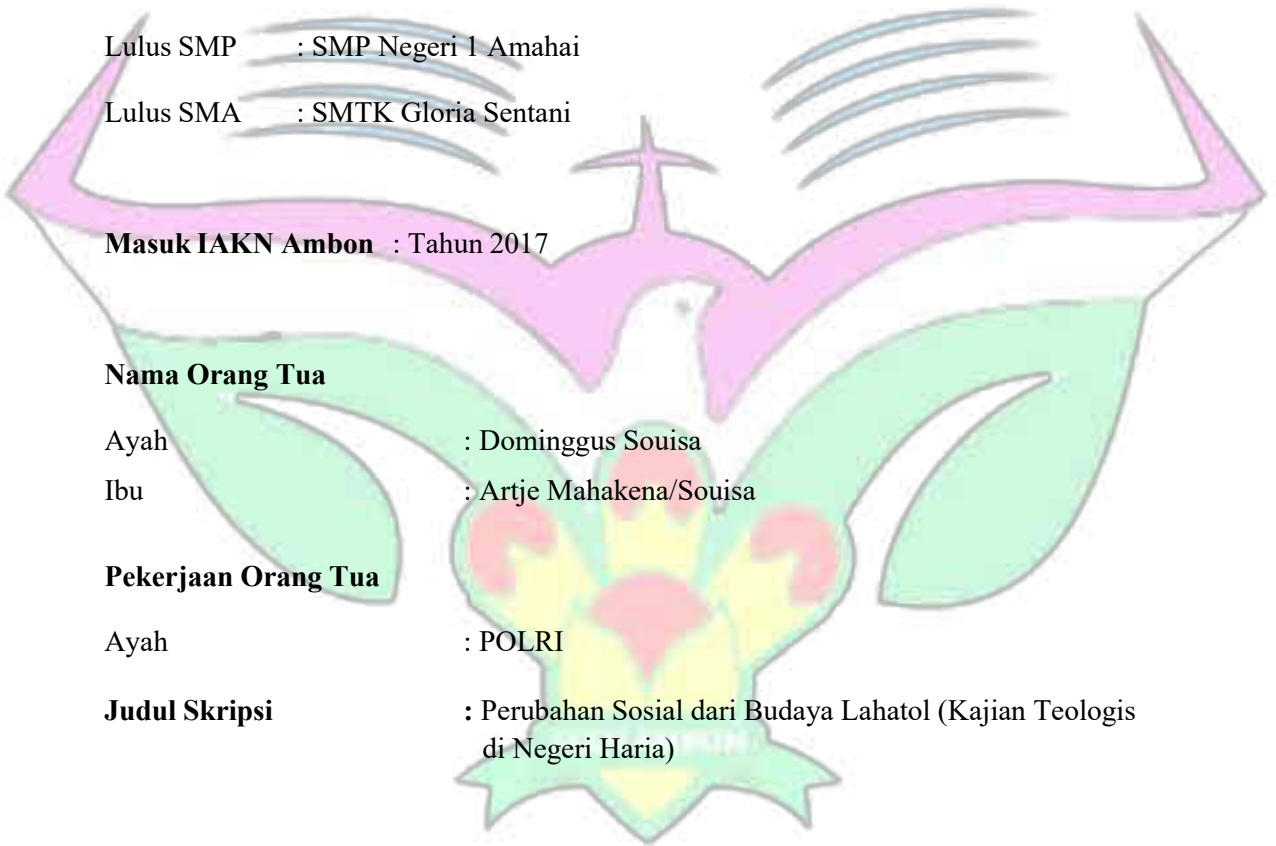 Lulus SMP : SMP Negeri 1 Amahai
Lulus SMA : SMTK Gloria Sentani
Masuk IAKN Ambon : Tahun 2017
Nama Orang Tua
Ayah : Dominggus Souisa
Ibu : Artje Mahakena/Souisa
Pekerjaan Orang Tua
Ayah : POLRI
Judul Skripsi : Perubahan Sosial dari Budaya Lahatol (Kajian Teologis
di Negeri Haria)